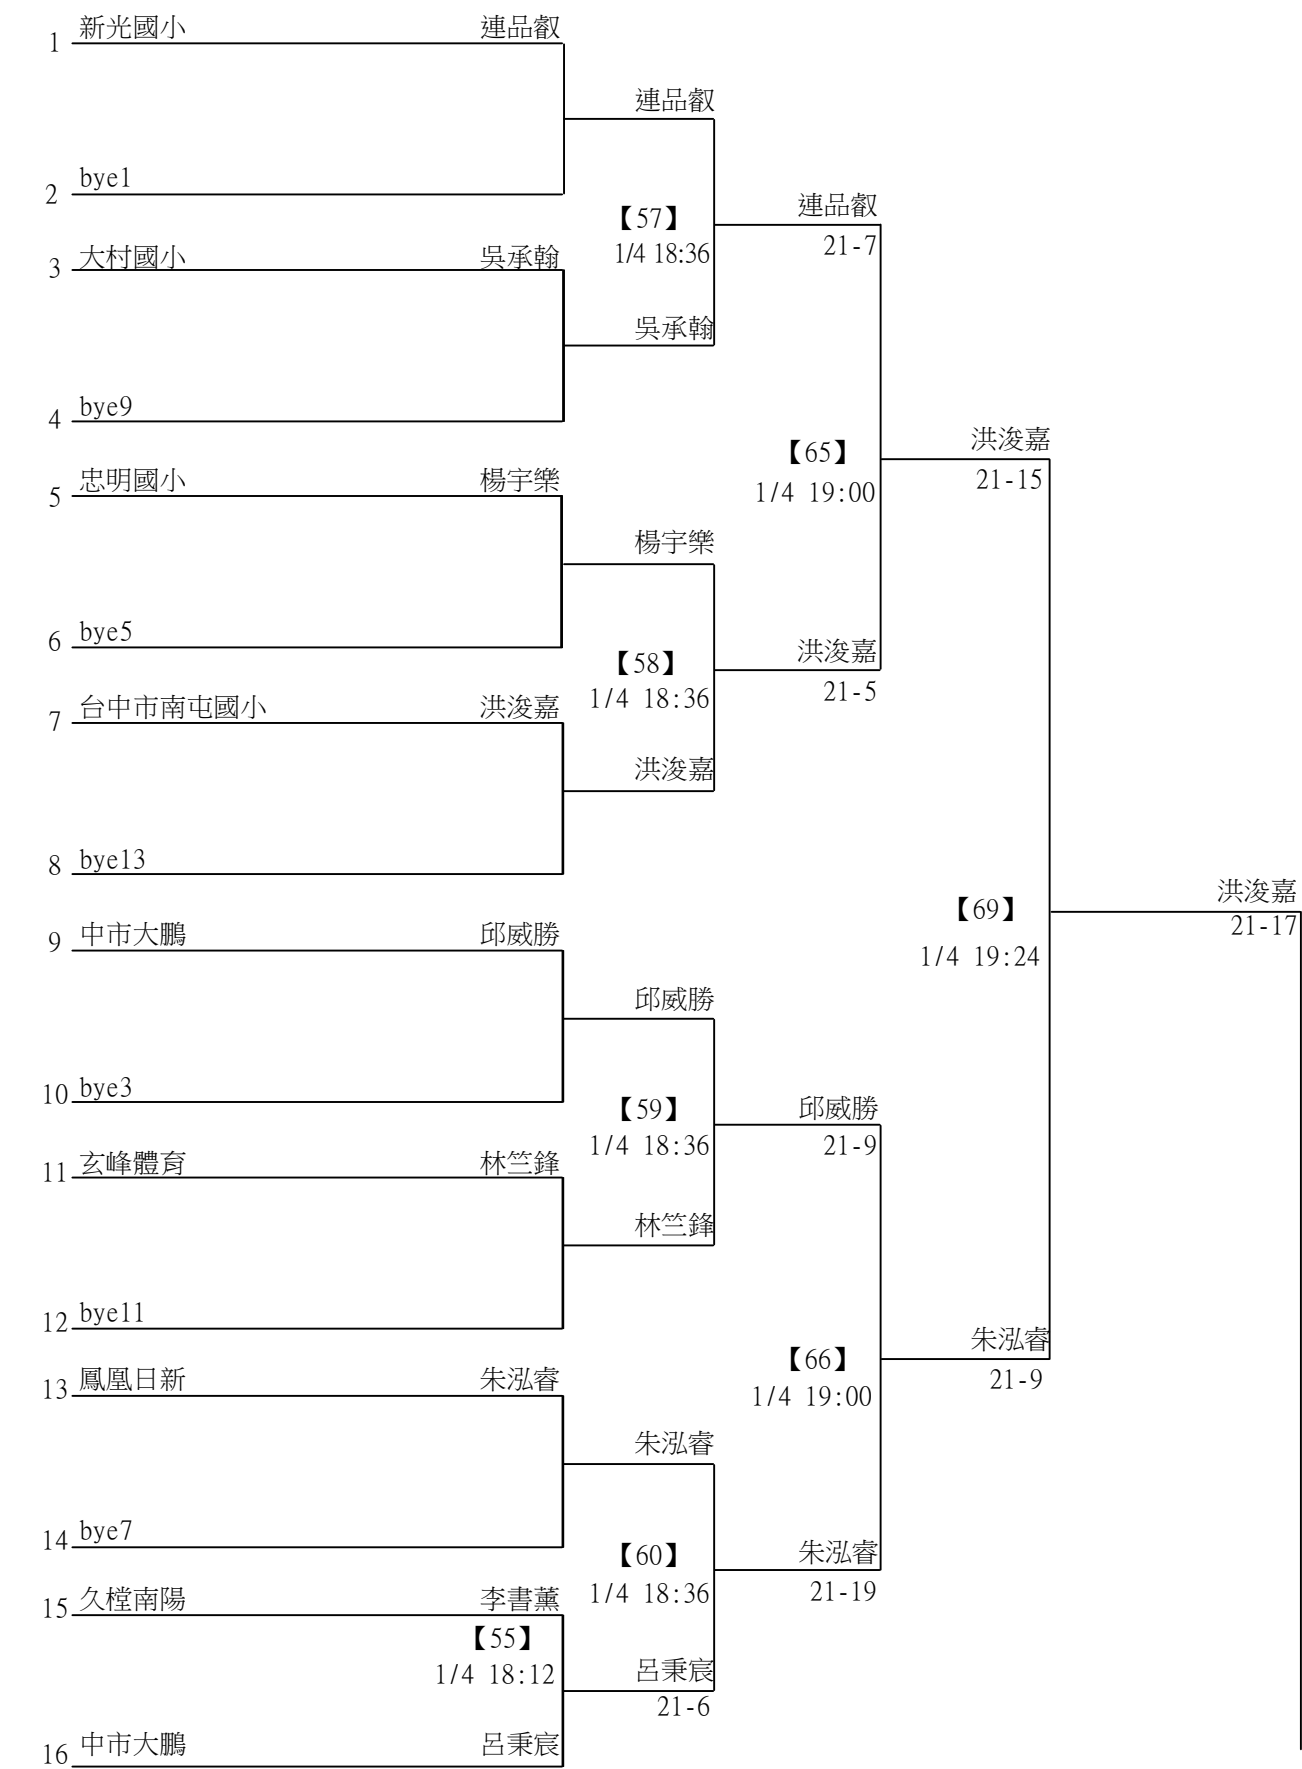 1 新光國小 連品叡
連品叡
2 bye1
【57】 連品叡
1/4 18:36 21-7
3 大村國小 吳承翰
吳承翰
4 bye9
【65】 洪浚嘉
1/4 19:00 21-15
5 忠明國小 楊宇樂
楊宇樂
6 bye5
【58】 洪浚嘉
1/4 18:36 21-5
7 台中市南屯國小 洪浚嘉
洪浚嘉
8 bye13
【69】 洪浚嘉
1/4 19:24 21-17
9 中市大鵬 邱威勝
邱威勝
10 bye3
【59】 邱威勝
1/4 18:36 21-9
11 玄峰體育 林竺鋒
林竺鋒
12 bye11
【66】 朱泓睿
1/4 19:00 21-9
13 鳳凰日新 朱泓睿
朱泓睿
14 bye7
【60】 朱泓睿
1/4 18:36 21-19
15 久樘南陽 李書薰
【55】
1/4 18:12 呂秉宸
21-6
16 中市大鵬 呂秉宸